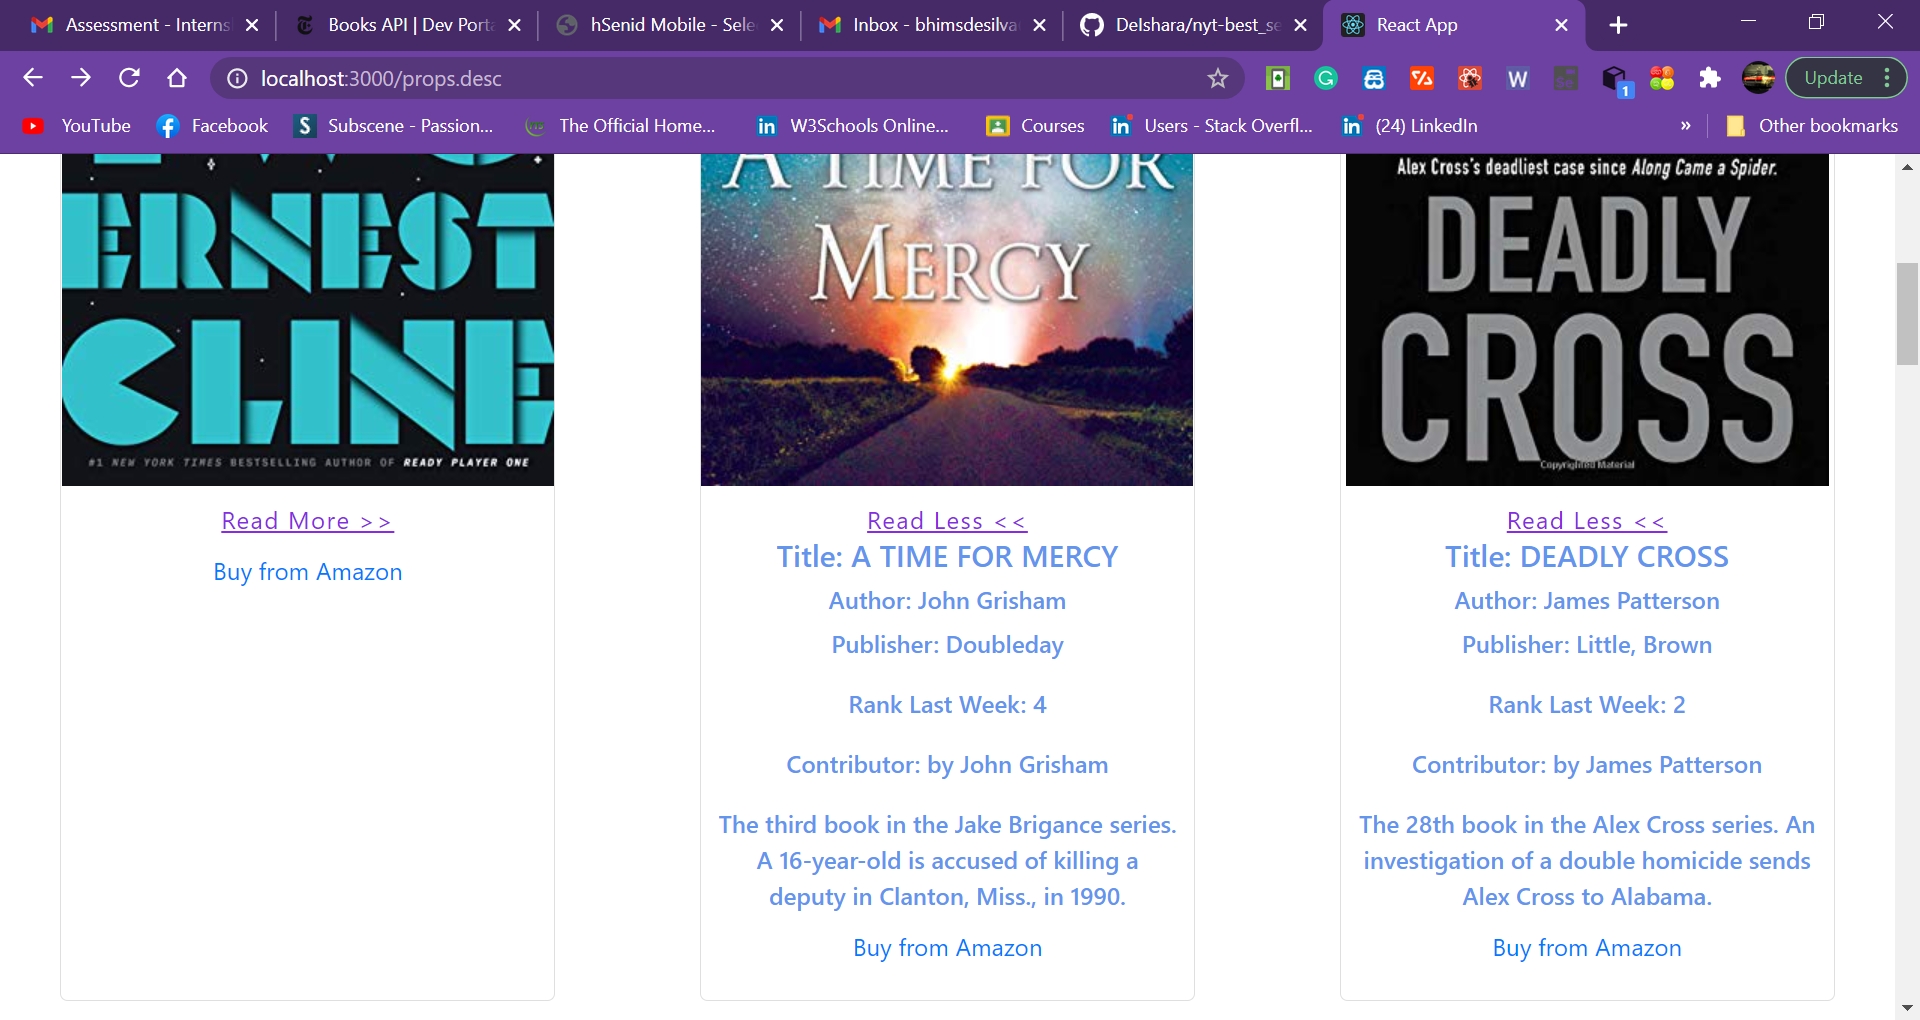 Assessment - Interns
Books API | Dev Porta
hSenid Mobile - Sele
Inbox - bhimsdesilva
Delshara/nyt-best_se
React App
localhost:3000/props.desc
1
Update
YouTube
Facebook
Subscene - Passion...
The Official Home...
W3Schools Online...
Courses
Users - Stack Overfl...
(24) LinkedIn
»
Other bookmarks
ERNEST
CLINE
#1 NEW YORK TIMES BESTSELLING AUTHOR OF READY PLAYER ONE
Read More >>
Buy from Amazon
A TIME FOR
MERCY
Read Less <<
Title: A TIME FOR MERCY
Author: John Grisham
Publisher: Doubleday
Rank Last Week: 4
Contributor: by John Grisham
The third book in the Jake Brigance series.
A 16-year-old is accused of killing a
deputy in Clanton, Miss., in 1990.
Buy from Amazon
Alex Cross's deadliest case since Along Came a Spider.
DEADLY
CROSS
Copyrighted Material
Read Less <<
Title: DEADLY CROSS
Author: James Patterson
Publisher: Little, Brown
Rank Last Week: 2
Contributor: by James Patterson
The 28th book in the Alex Cross series. An
investigation of a double homicide sends
Alex Cross to Alabama.
Buy from Amazon